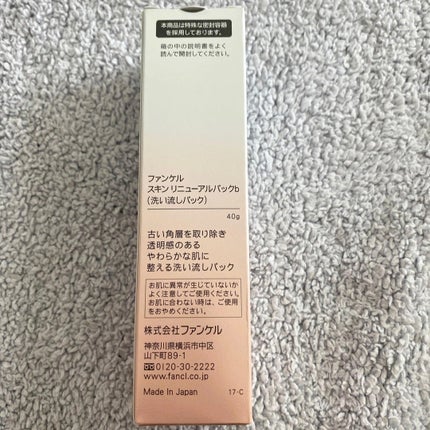 本商品は特殊な密封容器
を採用しております。
箱の中の説明書をよく
読んで開封してください。
ファンケル
スキン リニューアルパックb
(洗い流しパック)
40g
古い角層を取り除き
透明感のある
やわらかな肌に
整える洗い流しパック
お肌に異常が生じていないか
よく注意してご使用ください。
お肌に合わない時は、ご使用
をおやめください。
株式会社ファンケル
神奈川県横浜市中区
山下町89-1
0120-30-2222
www.fancl.co.jp
Made In Japan
17-C